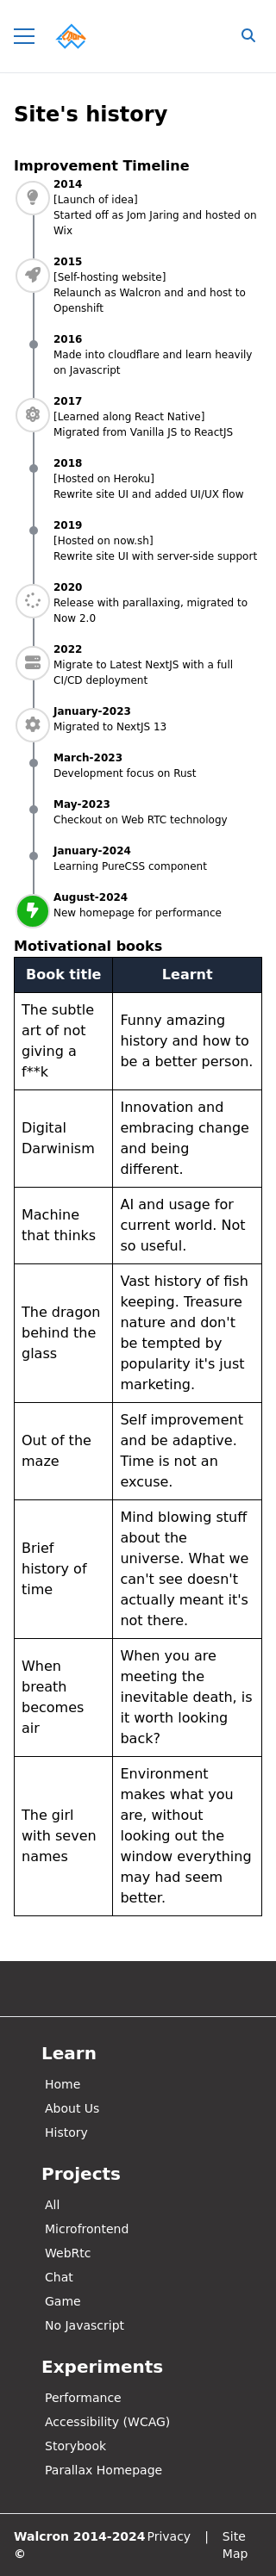 Site's history
Improvement Timeline
2014
[Launch of idea]
Started off as Jom Jaring and hosted on
Wix
2015
[Self-hosting website]
Relaunch as Walcron and and host to
Openshift
2016
Made into cloudflare and learn heavily
on Javascript
2017
[Learned along React Native]
Migrated from Vanilla JS to ReactJS
2018
[Hosted on Heroku]
Rewrite site UI and added UI/UX flow
2019
[Hosted on now.sh]
Rewrite site UI with server-side support
2020
Release with parallaxing, migrated to
Now 2.0
2022
Migrate to Latest NextJS with a full
CI/CD deployment
January-2023
Migrated to NextJS 13
March-2023
Development focus on Rust
May-2023
Checkout on Web RTC technology
January-2024
Learning PureCSS component
August-2024
New homepage for performance
Motivational books
Book title
Learnt
The subtle
art of not
giving a
f**k
Funny amazing
history and how to
be a better person.
Digital
Darwinism
Innovation and
embracing change
and being
different.
Machine
that thinks
AI and usage for
current world. Not
so useful.
The dragon
behind the
glass
Vast history of fish
keeping. Treasure
nature and don't
be tempted by
popularity it's just
marketing.
Out of the
maze
Self improvement
and be adaptive.
Time is not an
excuse.
Brief
history of
time
Mind blowing stuff
about the
universe. What we
can't see doesn't
actually meant it's
not there.
When
breath
becomes
air
When you are
meeting the
inevitable death, is
it worth looking
back?
The girl
with seven
names
Environment
makes what you
are, without
looking out the
window everything
may had seem
better.
Learn
Home
About Us
History
Projects
All
Microfrontend
WebRtc
Chat
Game
No Javascript
Experiments
Performance
Accessibility (WCAG)
Storybook
Parallax Homepage
Walcron 2014-2024
©
Privacy | Site
Map